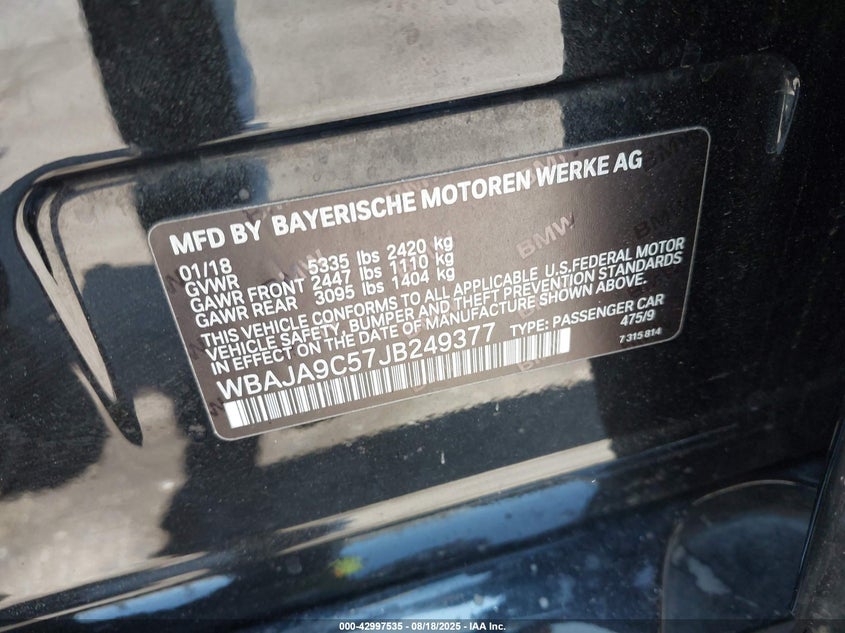 MFD BY BAYERISCHE MOTOREN WERKE AG
01/18
GVWR 5335 lbs 2420 kg
GAWR FRONT 2447 lbs 1110 kg
GAWR REAR 3095 lbs 1404 kg
THIS VEHICLE CONFORMS TO ALL APPLICABLE U.S.FEDERAL MOTOR
VEHICLE SAFETY, BUMPER AND THEFT PREVENTION STANDARDS
IN EFFECT ON THE DATE OF MANUFACTURE SHOWN ABOVE.
WBAJA9C57JB249377 TYPE: PASSENGER CAR
475/9
7 315 814
BMW
000-42997535 - 08/18/2025 - IAA Inc.